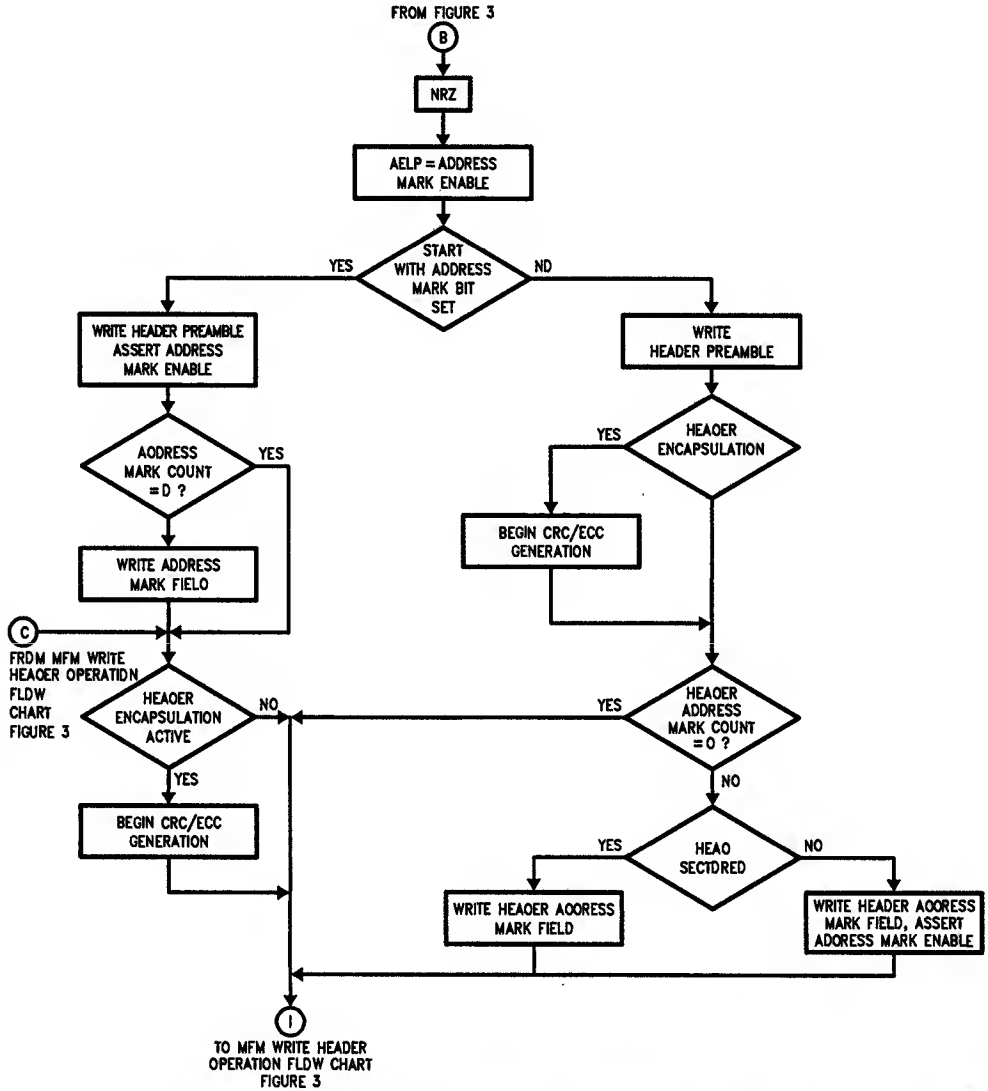 FROM FIGURE 3
B
NRZ
AELP = ADDRESS
MARK ENABLE
START
WITH ADDRESS
MARK BIT
SET
YES
ND
WRITE HEADER PREAMBLE
ASSERT ADDRESS
MARK ENABLE
WRITE
HEADER PREAMBLE
AODRESS
MARK COUNT
= D ?
YES
YES
HEAOER
ENCAPSULATION
BEGIN CRC/ECC
GENERATION
WRITE ADDRESS
MARK FIELO
C
FRDM MFM WRITE
HEAOER OPERATION
FLDW
CHART
FIGURE 3
HEAOER
ENCAPSULATION
ACTIVE
NO
YES
YES
HEAOER
ADDRESS
MARK COUNT
= O ?
NO
BEGIN CRC/ECC
GENERATION
YES
HEAO
SECTDRED
NO
WRITE HEAOER AOORESS
MARK FIELD
WRITE HEADER AOORESS
MARK FIELD, ASSERT
AODRESS MARK ENABLE
I
TO MFM WRITE HEADER
OPERATION FLDW CHART
FIGURE 3